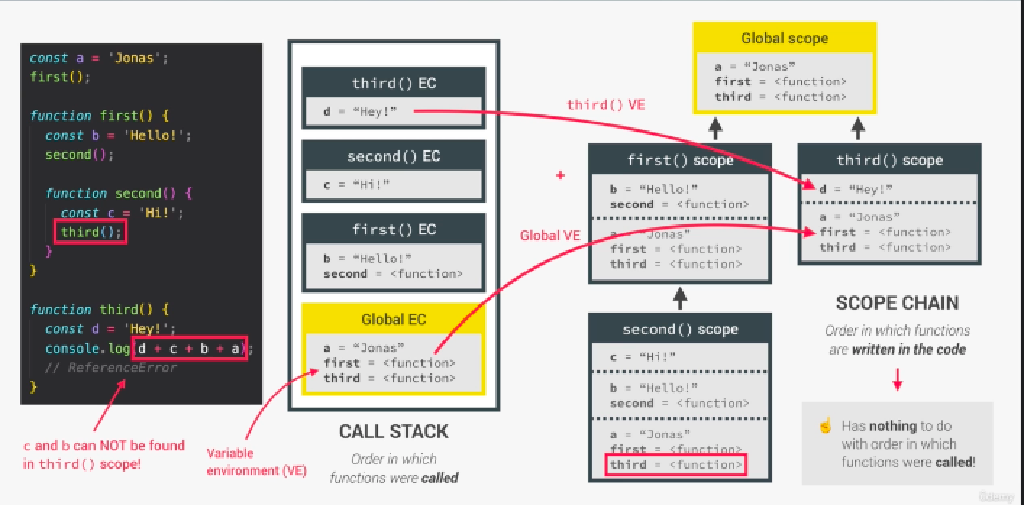 const a = 'Jonas';
first();
function first() {
const b = 'Hello!';
second();
function second() {
const c = 'Hi!';
third();
}
}
function third() {
const d = 'Hey!';
console.log(d + c + b + a);
// ReferenceError
}
c and b can NOT be found
in third() scope!
third() EC
d = "Hey!"
second() EC
c = "Hi!"
first() EC
b = "Hello!"
second = <function>
Global EC
a = "Jonas"
first = <function>
third = <function>
Variable
environment (VE)
CALL STACK
Order in which
functions were called
third() VE
+
Global VE
Global scope
a = "Jonas"
first = <function>
third = <function>
first() scope
b = "Hello!"
second = <function>
a = "Jonas"
first = <function>
third = <function>
second() scope
c = "Hi!"
b = "Hello!"
second = <function>
a = "Jonas"
first = <function>
third = <function>
third() scope
d = "Hey!"
a = "Jonas"
first = <function>
third = <function>
SCOPE CHAIN
Order in which functions
are written in the code
Has nothing to do
with order in which
functions were called!
Udemy